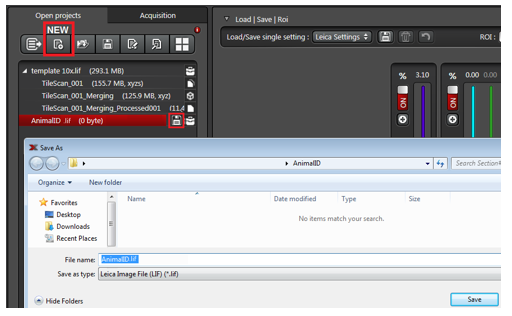 Open projects
Acquisition
NEW
Load | Save | Roi
Load/Save single setting : Leica Settings
ROI :
template 10x.lif (293.1 MB)
TileScan_001 (155.7 MB, xyzs)
TileScan_001_Merging (125.9 MB, xyz)
TileScan_001_Merging_Processed001 (11,4
AnimalID .lif (0 byte)
% 3.10
% 0.00 0.00
NO
NO
Save As
AnimalID
Search Section
Organize
New folder
Favorites
Desktop
Downloads
Recent Places
Name
Date modified
Type
Size
No items match your search.
File name: AnimalID.lif
Save as type: Leica Image File (LIF) (*.lif)
Hide Folders
Save